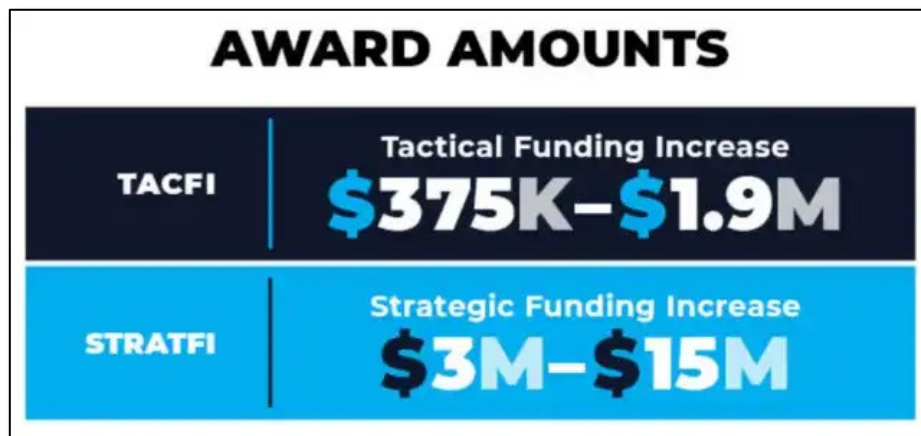 AWARD AMOUNTS
TACFI
Tactical Funding Increase
$375K–$1.9M
STRATFI
Strategic Funding Increase
$3M–$15M